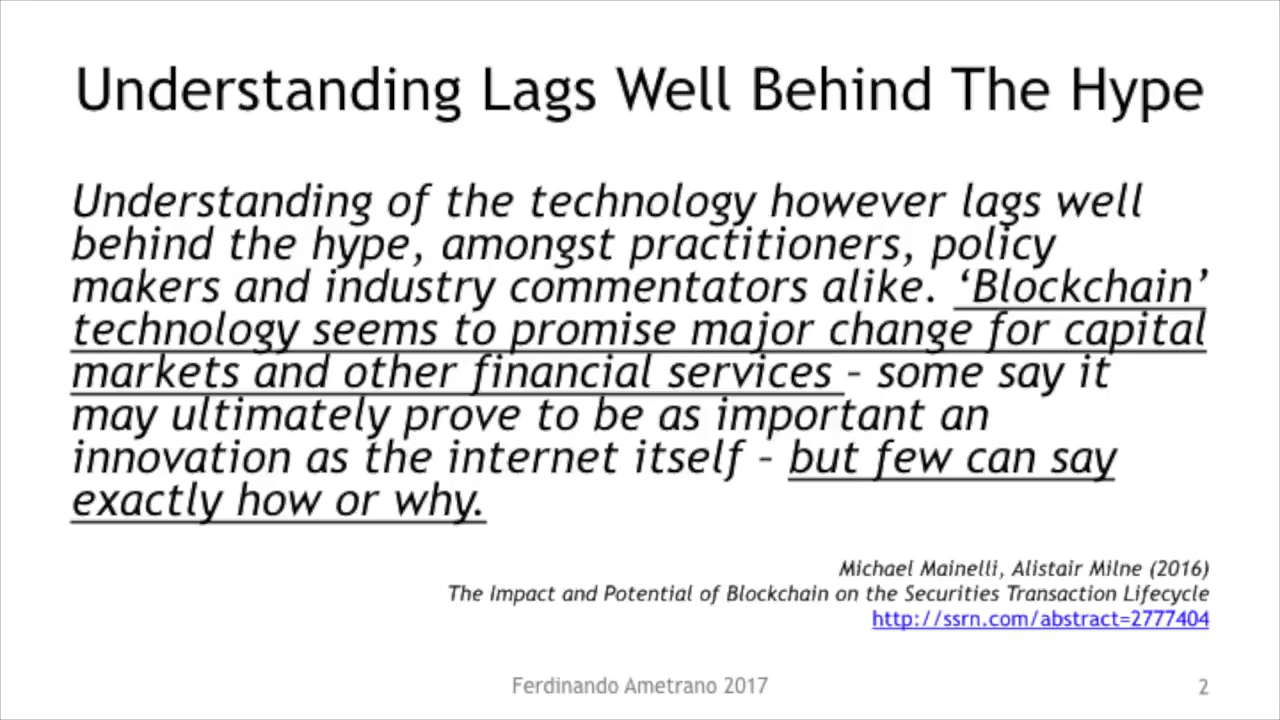 Understanding Lags Well Behind The Hype
Understanding of the technology however lags well
behind the hype, amongst practitioners, policy
makers and industry commentators alike. ‘Blockchain’
technology seems to promise major change for capital
markets and other financial services – some say it
may ultimately prove to be as important an
innovation as the internet itself – but few can say
exactly how or why.
Michael Mainelli, Alistair Milne (2016)
The Impact and Potential of Blockchain on the Securities Transaction Lifecycle
http://ssrn.com/abstract=2777404
Ferdinando Ametrano 2017
2